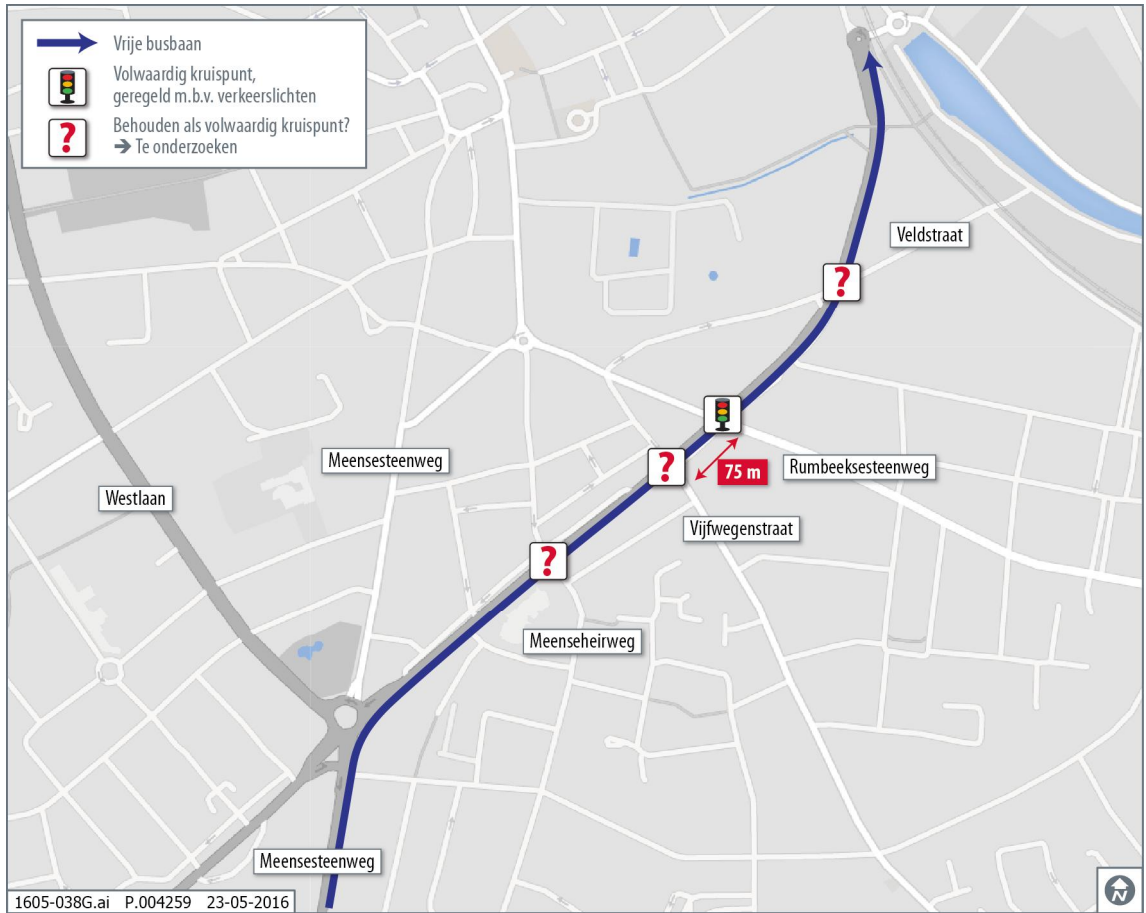 Vrije busbaan
Volwaardig kruispunt,
geregeld m.b.v. verkeerslichten
?
Behouden als volwaardig kruispunt?
➔ Te onderzoeken
Veldstraat
?
Meensesteenweg
?
75 m
Rumbeeksesteenweg
Westlaan
Vijfwegenstraat
?
Meenseheirweg
Meensesteenweg
1605-038G.ai P.004259 23-05-2016
N